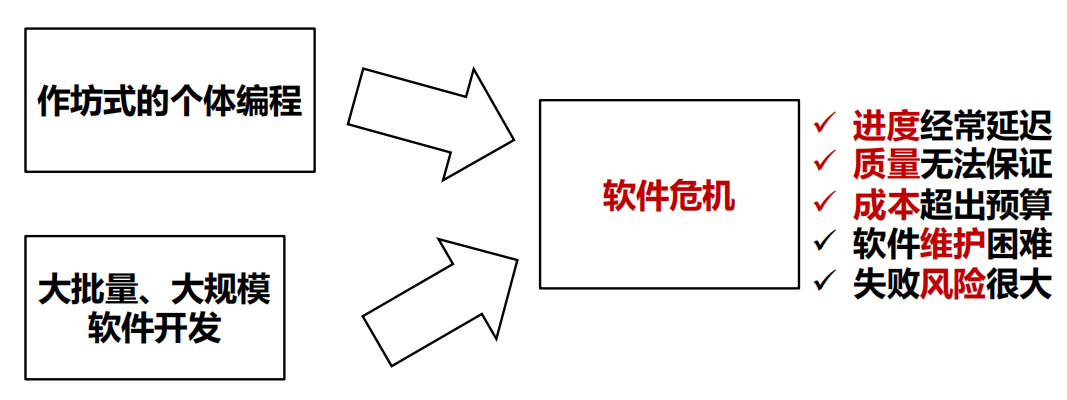 作坊式的个体编程
大批量、大规模
软件开发
软件危机
✓ 进度经常延迟
✓ 质量无法保证
✓ 成本超出预算
✓ 软件维护困难
✓ 失败风险很大